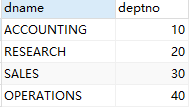 dname deptno
ACCOUNTING 10
RESEARCH 20
SALES 30
OPERATIONS 40